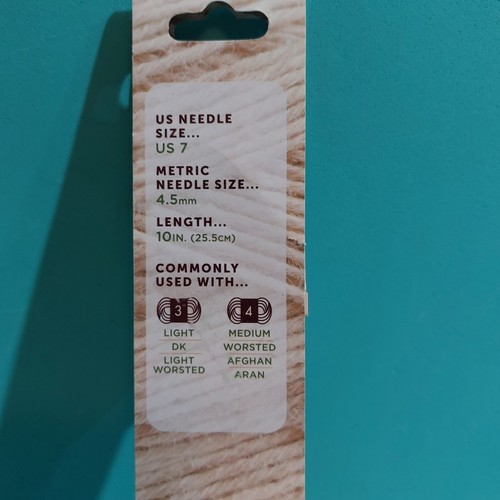 US NEEDLE
SIZE...
US 7
METRIC
NEEDLE SIZE...
4.5mm
LENGTH...
10IN. (25.5CM)
COMMONLY
USED WITH...
3
LIGHT
DK
LIGHT
WORSTED
4
MEDIUM
WORSTED
AFGHAN
ARAN